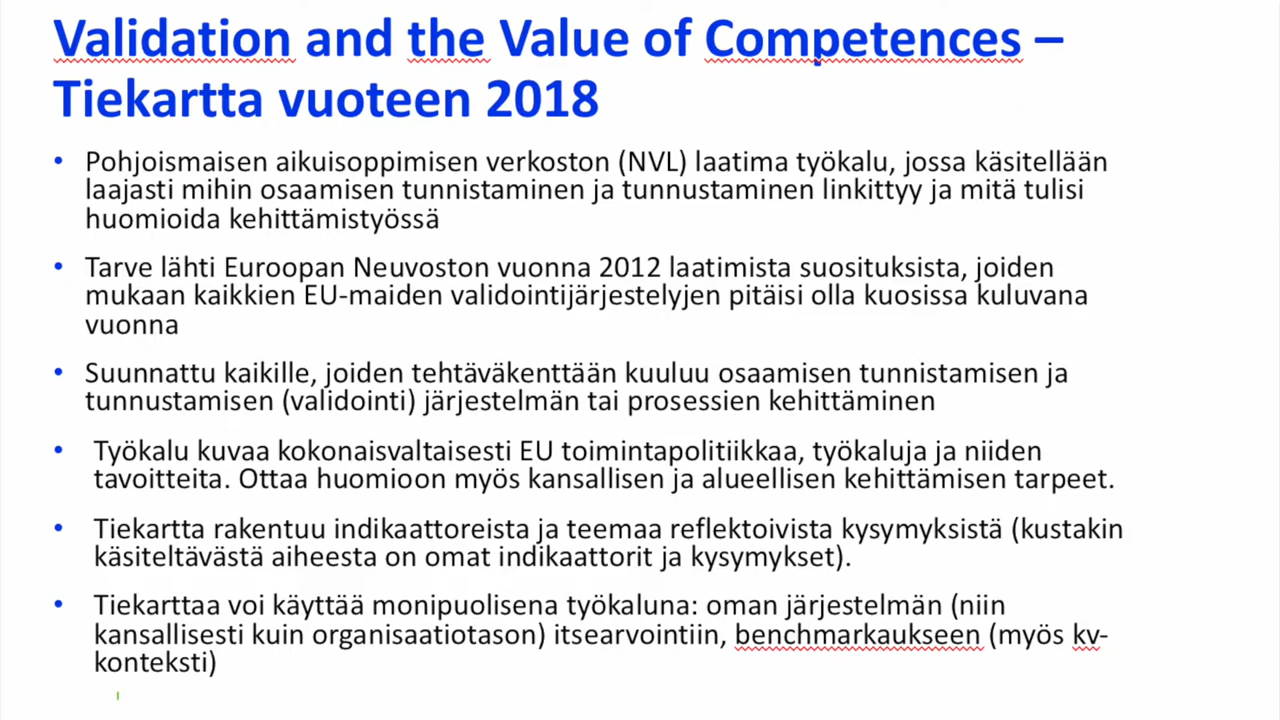 Validation and the Value of Competences –
Tiekartta vuoteen 2018
• Pohjoismaisen aikuisoppimisen verkoston (NVL) laatima työkalu, jossa käsitellään
laajasti mihin osaamisen tunnistaminen ja tunnustaminen linkittyy ja mitä tulisi
huomioida kehittämistyössä
• Tarve lähti Euroopan Neuvoston vuonna 2012 laatimista suosituksista, joiden
mukaan kaikkien EU-maiden validointijärjestelyjen pitäisi olla kuosissa kuluvana
vuonna
• Suunnattu kaikille, joiden tehtäväkenttään kuuluu osaamisen tunnistamisen ja
tunnustamisen (validointi) järjestelmän tai prosessien kehittäminen
• Työkalu kuvaa kokonaisvaltaisesti EU toimintapolitiikkaa, työkaluja ja niiden
tavoitteita. Ottaa huomioon myös kansallisen ja alueellisen kehittämisen tarpeet.
• Tiekartta rakentuu indikaattoreista ja teemaa reflektoivista kysymyksistä (kustakin
käsiteltävästä aiheesta on omat indikaattorit ja kysymykset).
• Tiekarttaa voi käyttää monipuolisena työkaluna: oman järjestelmän (niin
kansallisesti kuin organisaatiotason) itsearvointiin, benchmarkaukseen (myös kv-
konteksti)